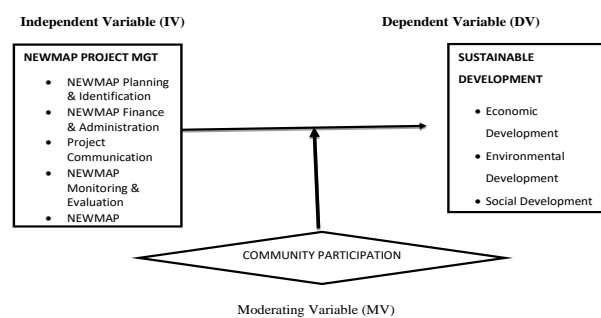 Independent Variable (IV)
Dependent Variable (DV)
NEWMAP PROJECT MGT
• NEWMAP Planning
& Identification
• NEWMAP Finance
& Administration
• Project
Communication
• NEWMAP
Monitoring &
Evaluation
• NEWMAP
SUSTAINABLE
DEVELOPMENT
• Economic
Development
• Environmental
Development
• Social Development
COMMUNITY PARTICIPATION
Moderating Variable (MV)